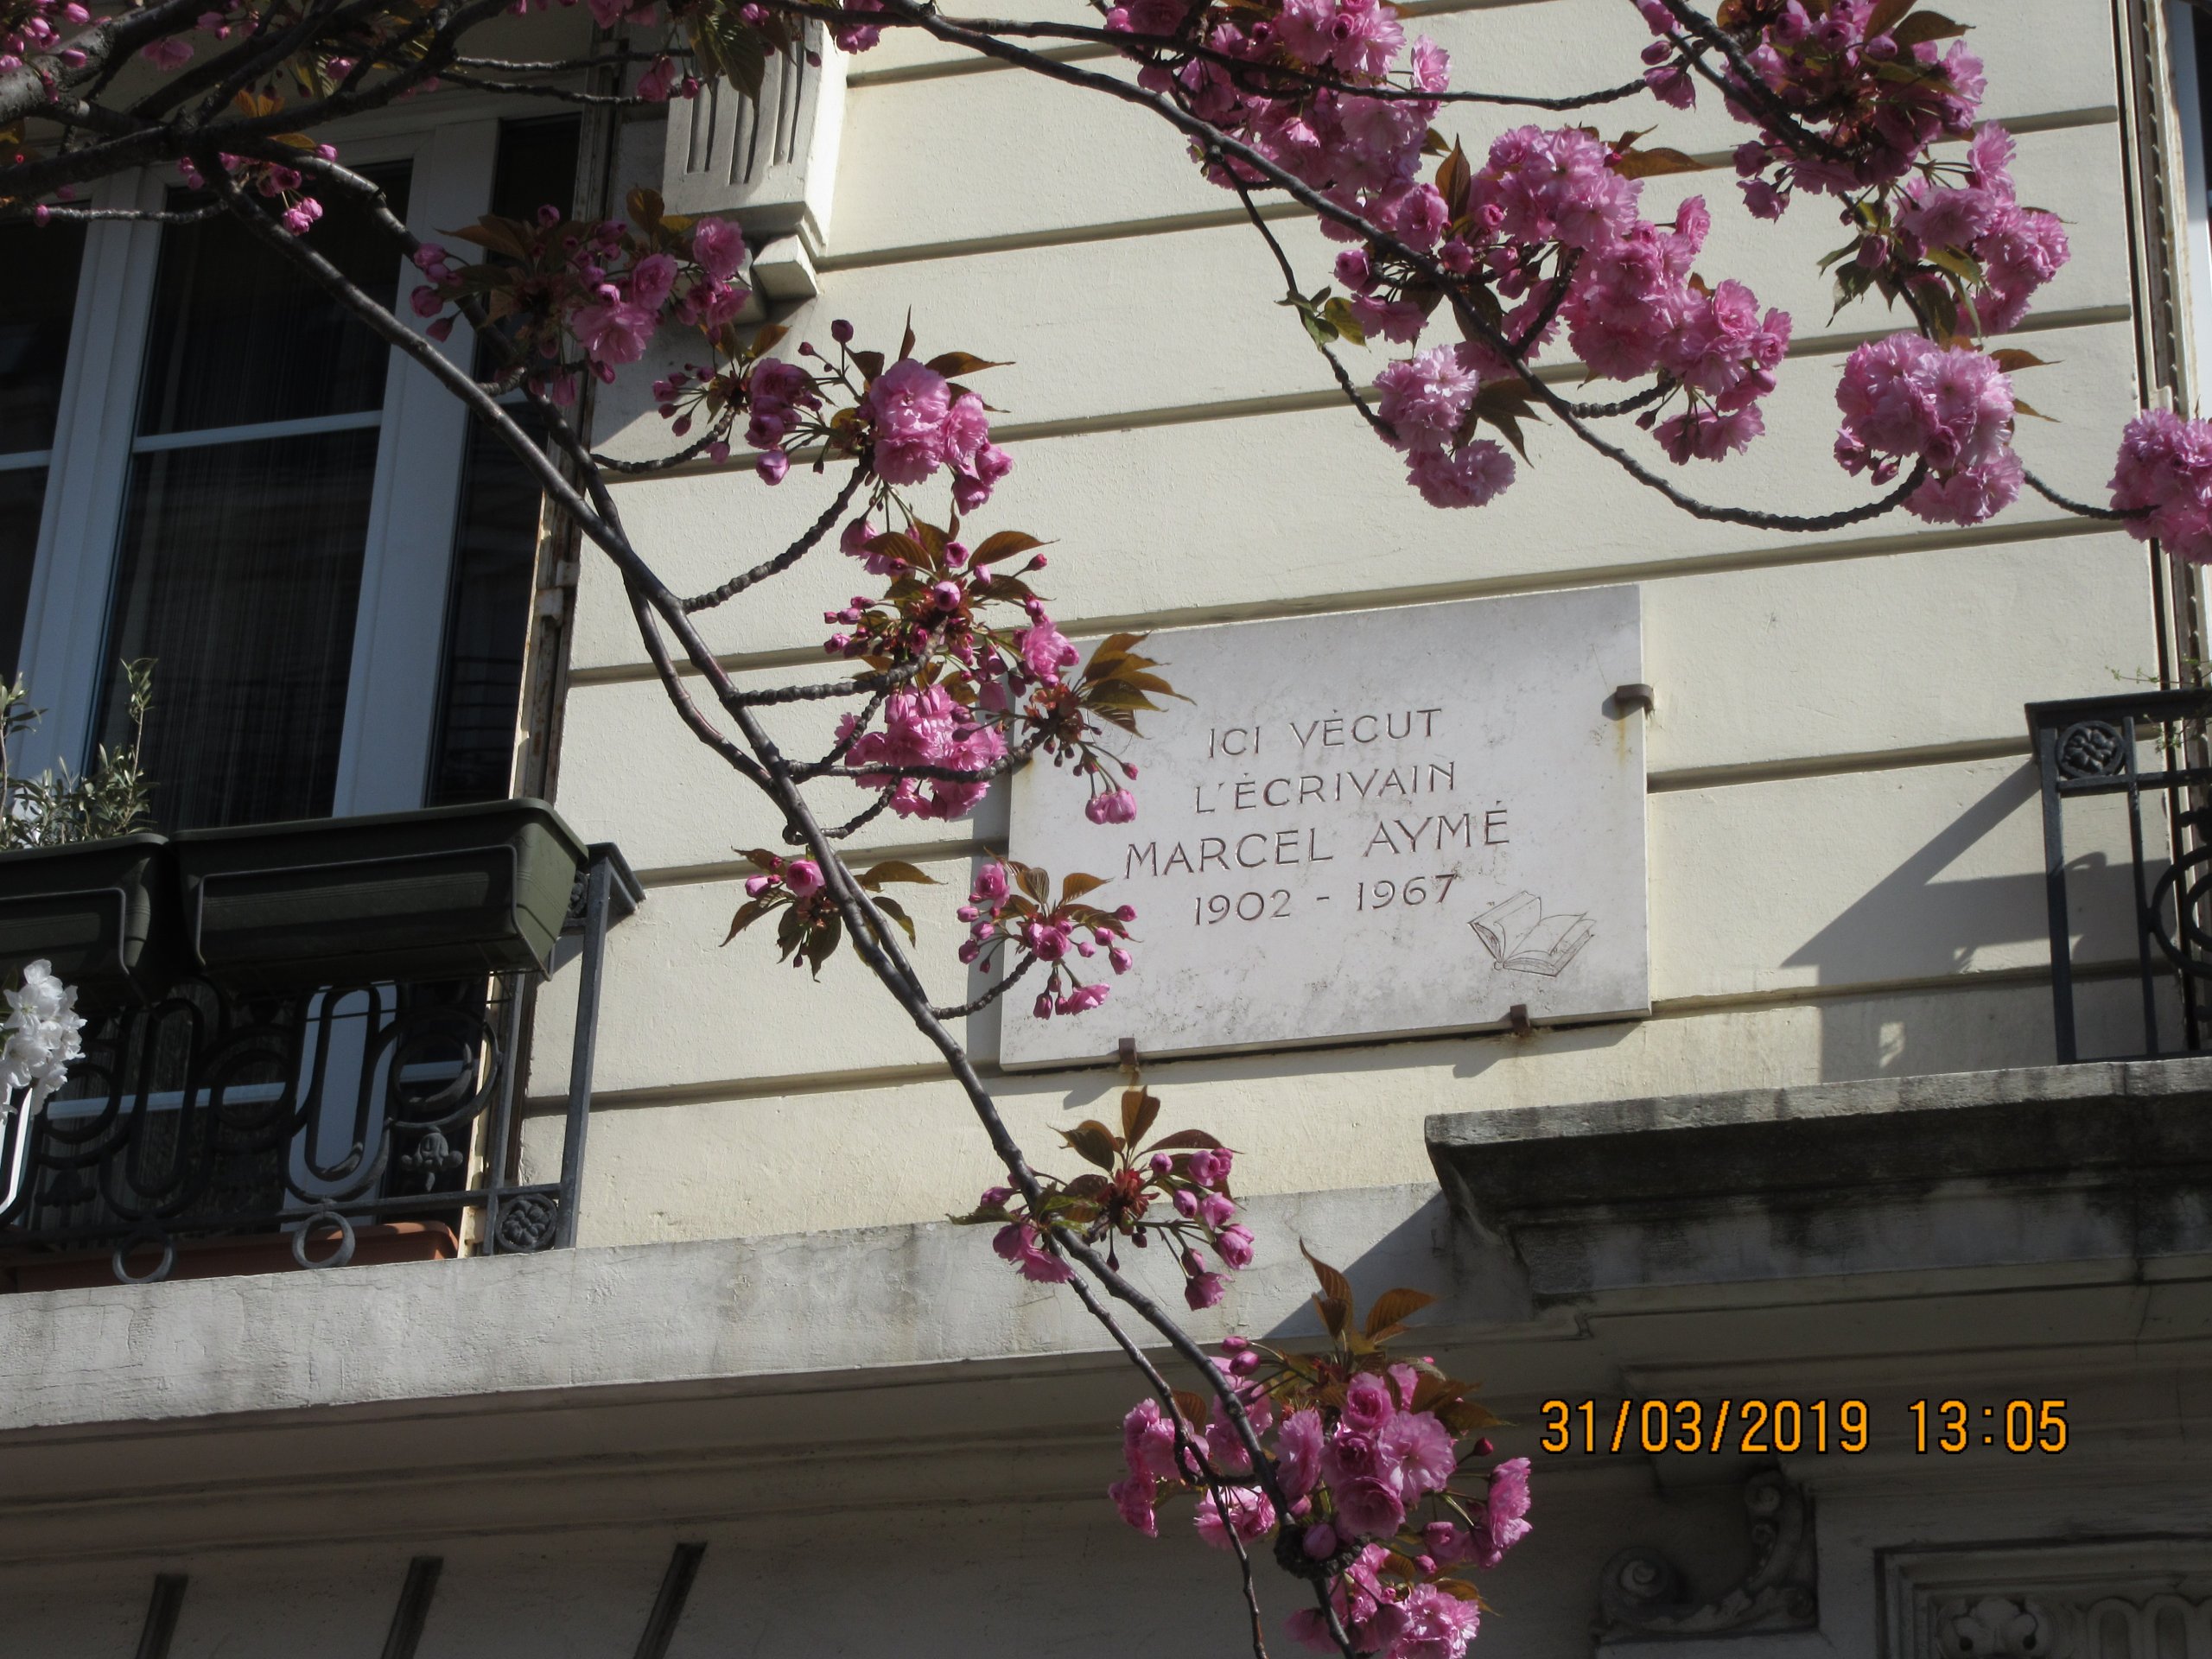 ICI VÉCUT
L'ÉCRIVAIN
MARCEL AYMÉ
1902 - 1967
31/03/2019 13:05